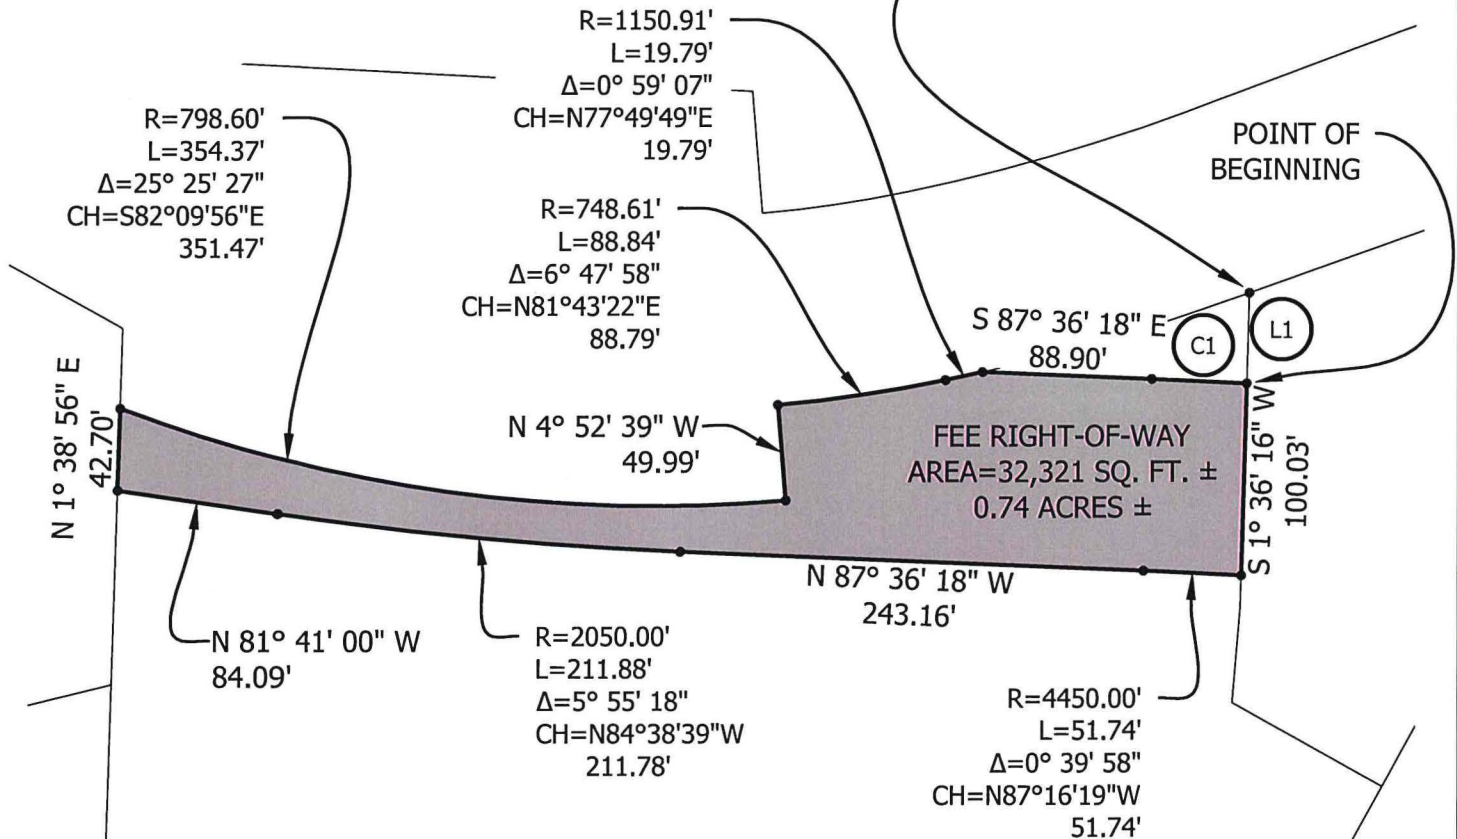 R=1150.91'
L=19.79'
Δ=0° 59' 07"
CH=N77°49'49"E
19.79'
R=798.60'
L=354.37'
Δ=25° 25' 27"
CH=S82°09'56"E
351.47'
POINT OF
BEGINNING
R=748.61'
L=88.84'
Δ=6° 47' 58"
CH=N81°43'22"E
88.79'
S 87° 36' 18" E
88.90'
C1
L1
N 1° 38' 56" E
42.70'
N 4° 52' 39" W
49.99'
FEE RIGHT-OF-WAY
AREA=32,321 SQ. FT. ±
0.74 ACRES ±
S 1° 36' 16" W
100.03'
N 87° 36' 18" W
243.16'
N 81° 41' 00" W
84.09'
R=2050.00'
L=211.88'
Δ=5° 55' 18"
CH=N84°38'39"W
211.78'
R=4450.00'
L=51.74'
Δ=0° 39' 58"
CH=N87°16'19"W
51.74'